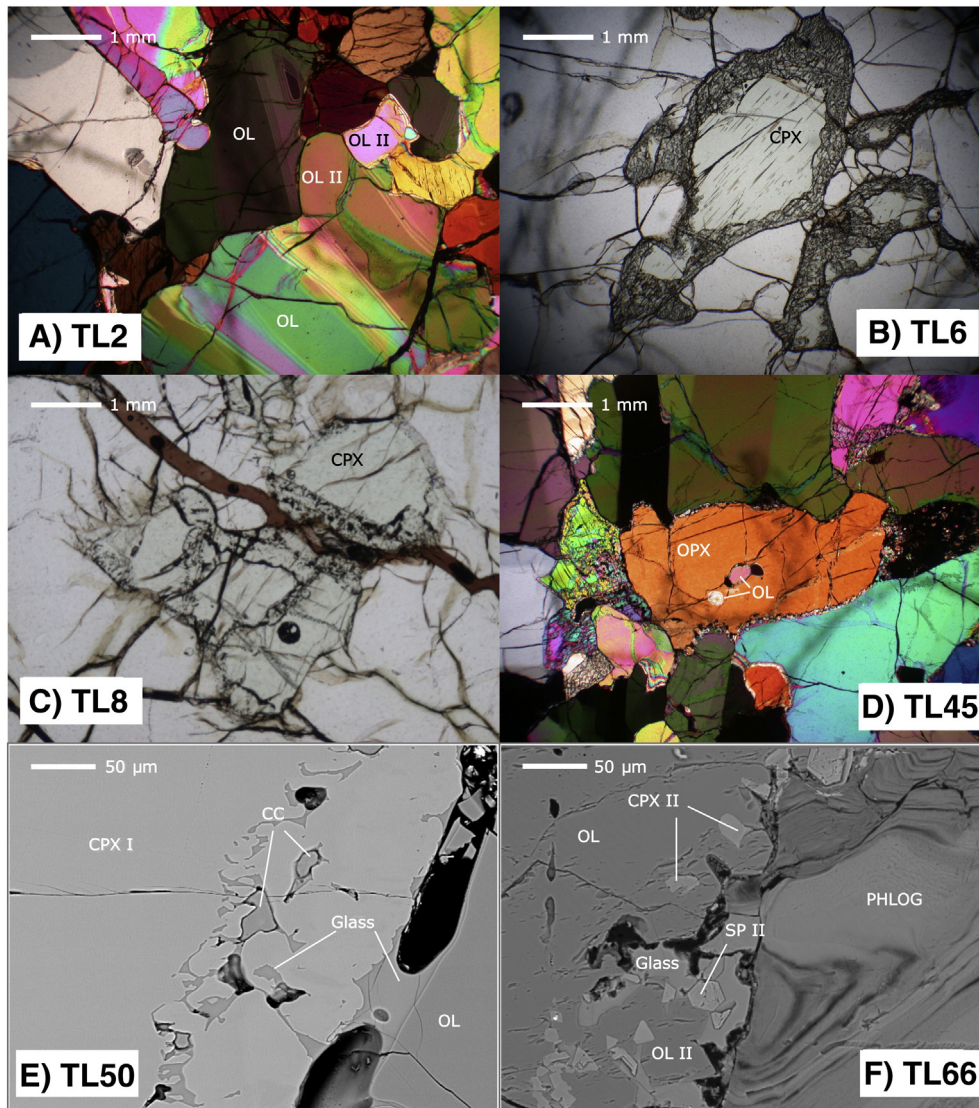 1 mm
OL
OL II
OL II
OL
A) TL2
1 mm
CPX
B) TL6
1 mm
CPX
C) TL8
1 mm
OPX
OL
D) TL45
50 µm
CC
CPX I
Glass
OL
E) TL50
50 µm
CPX II
OL
PHLOG
SP II
Glass
OL II
F) TL66